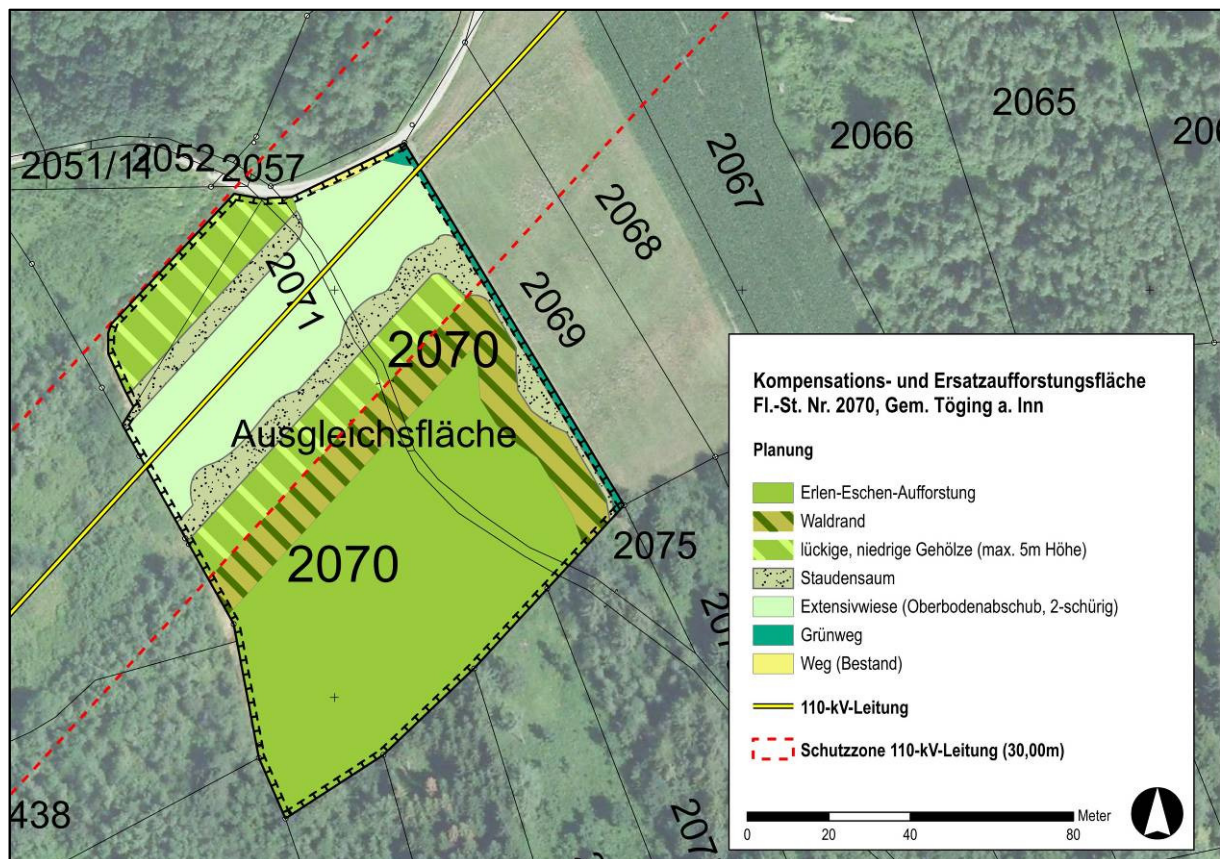 2065
2066
2067
2051/11
2052
2057
2068
2071
2069
2070
Ausgleichsfläche
2070
2075
438
Kompensations- und Ersatzaufforstungsfläche
Fl.-St. Nr. 2070, Gem. Töging a. Inn
Planung
Erlen-Eschen-Aufforstung
Waldrand
lückige, niedrige Gehölze (max. 5m Höhe)
Staudensaum
Extensivwiese (Oberbodenabschub, 2-schürig)
Grünweg
Weg (Bestand)
110-kV-Leitung
Schutzzone 110-kV-Leitung (30,00m)
Meter
0 20 40 80